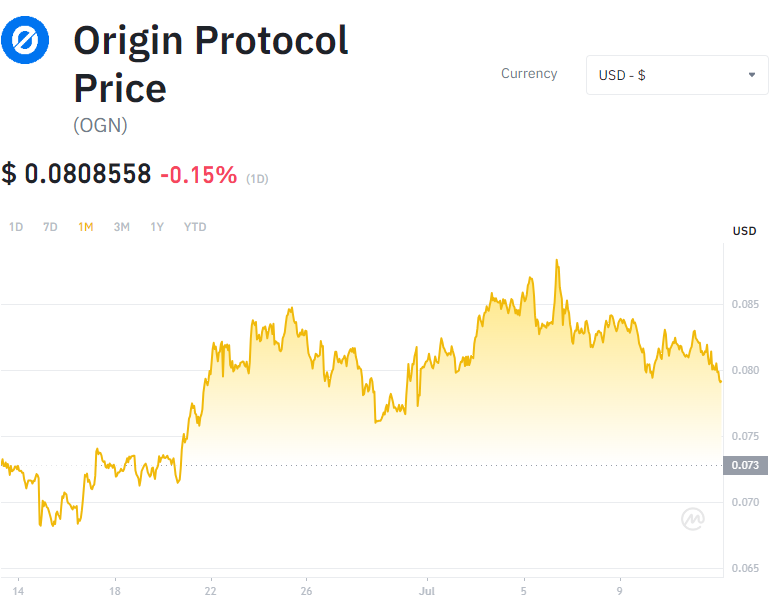 Origin Protocol
Price
(OGN)
Currency
USD - $
$ 0.0808558 -0.15% (1D)
1D 7D 1M 3M 1Y YTD
USD
0.085
0.080
0.075
0.073
0.070
0.065
14 18 22 26 Jul 5 9